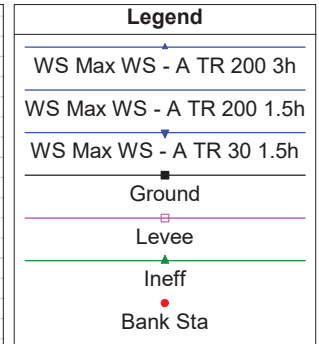 Legend
WS Max WS - A TR 200 3h
WS Max WS - A TR 200 1.5h
WS Max WS - A TR 30 1.5h
Ground
Levee
Ineff
Bank Sta